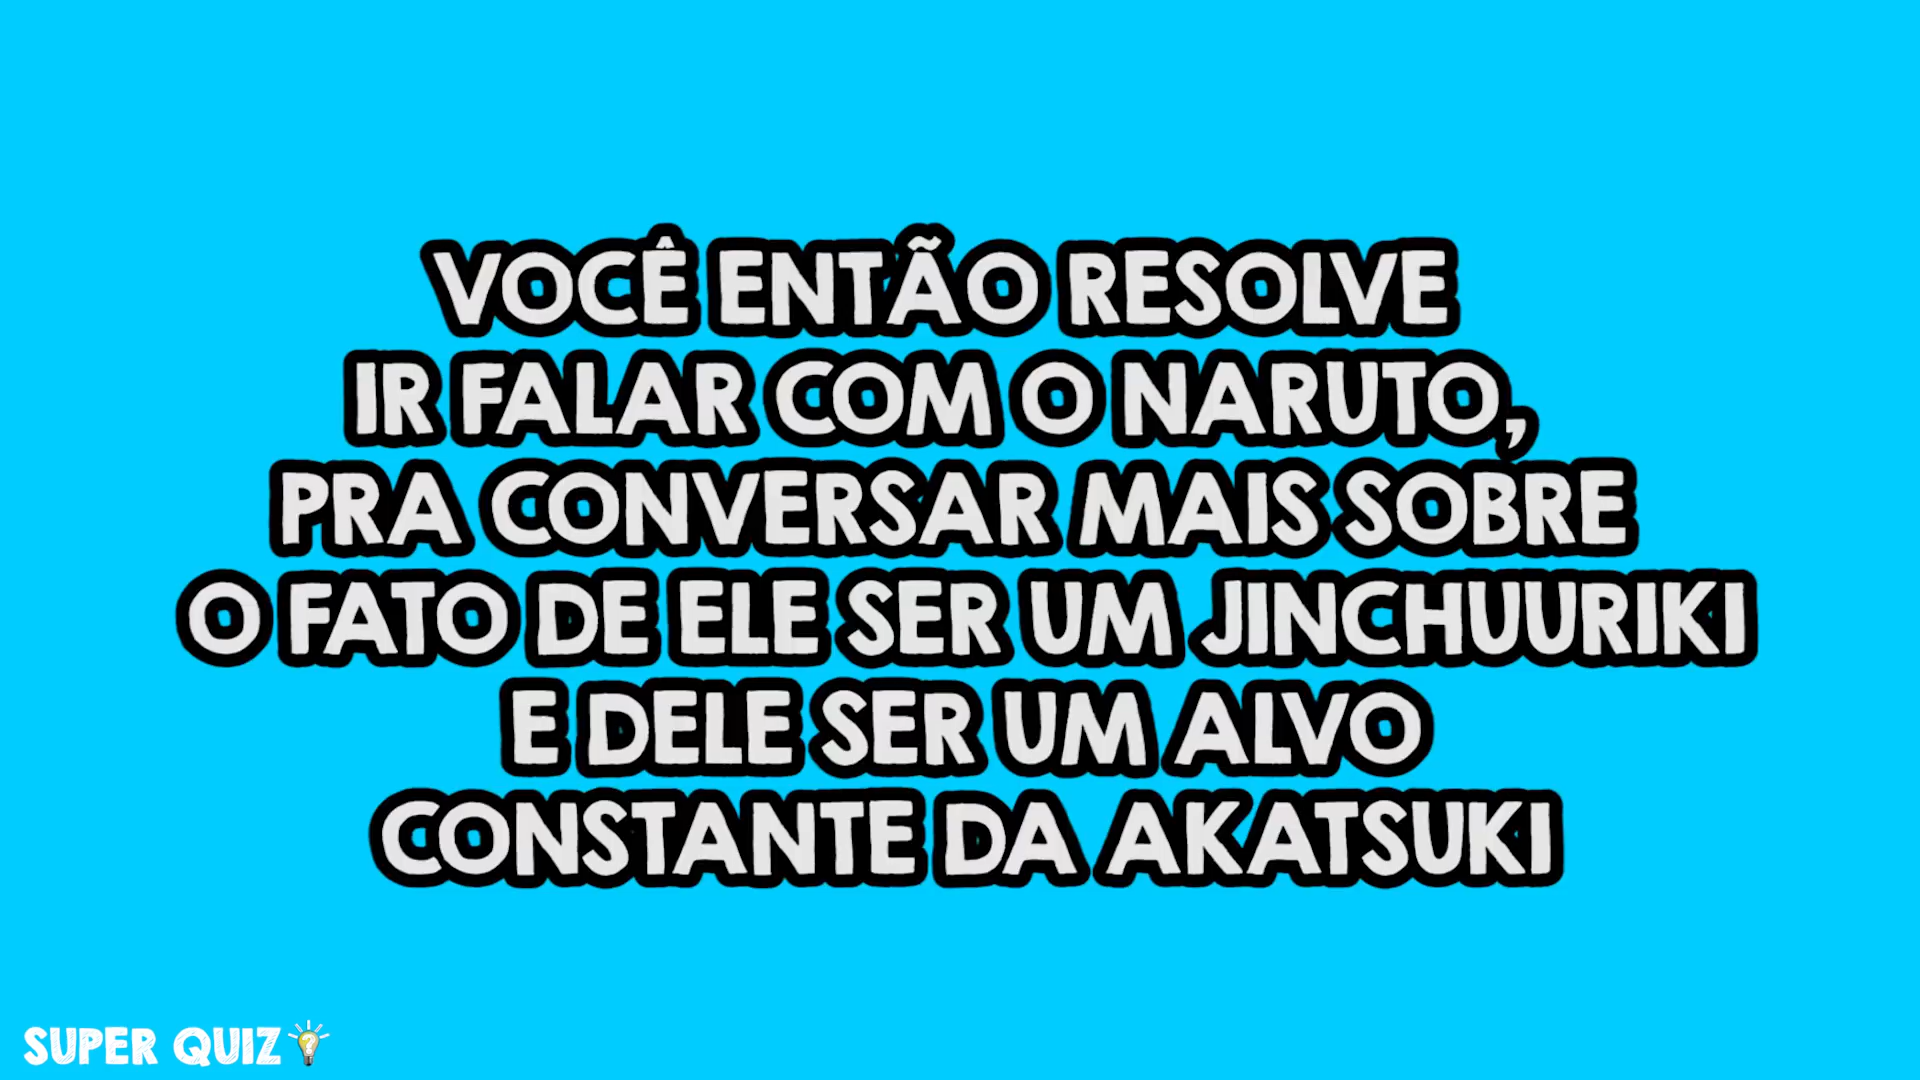 VOCÊ ENTÃO RESOLVE
IR FALAR COM O NARUTO,
PRA CONVERSAR MAIS SOBRE
O FATO DE ELE SER UM JINCHUURIKI
E DELE SER UM ALVO
CONSTANTE DA AKATSUKI
SUPER QUIZ